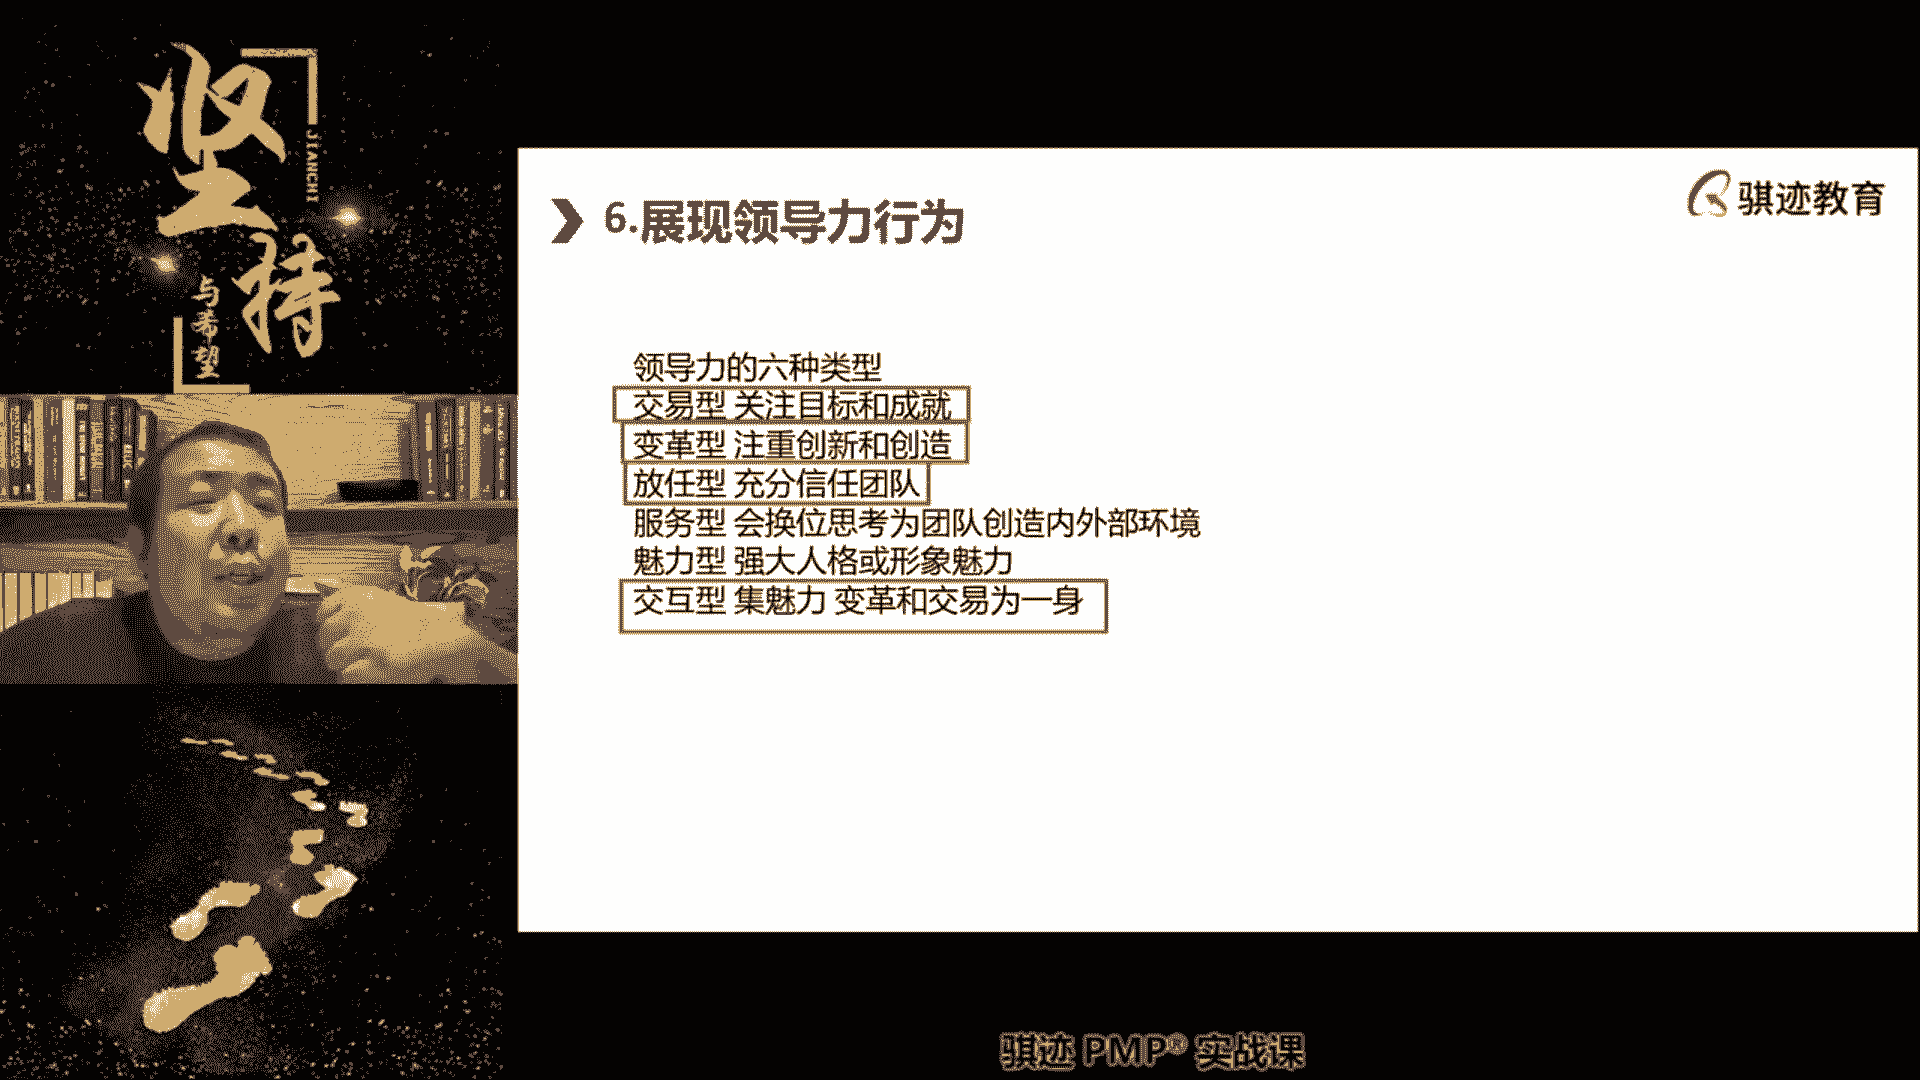 坚持
JIANCHI
与希望
骐迹教育
6.展现领导力行为
领导力的六种类型
交易型 关注目标和成就
变革型 注重创新和创造
放任型 充分信任团队
服务型 会换位思考为团队创造内外部环境
魅力型 强大人格或形象魅力
交互型 集魅力 变革和交易为一身
骐迹 PMP® 实战课